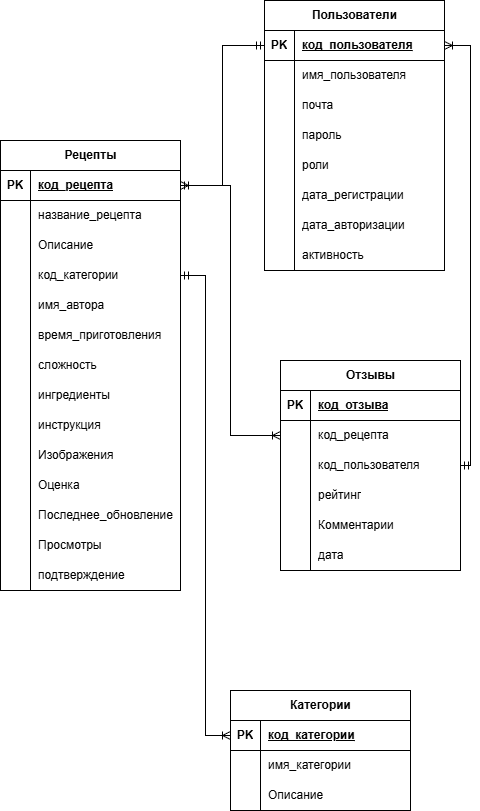 Пользователи
PK код_пользователя
имя_пользователя
почта
пароль
роли
дата_регистрации
дата_авторизации
активность
Рецепты
PK код_рецепта
название_рецепта
Описание
код_категории
имя_автора
время_приготовления
сложность
ингредиенты
инструкция
Изображения
Оценка
Последнее_обновление
Просмотры
подтверждение
Отзывы
PK код_отзыва
код_рецепта
код_пользователя
рейтинг
Комментарии
дата
Категории
PK код_категории
имя_категории
Описание